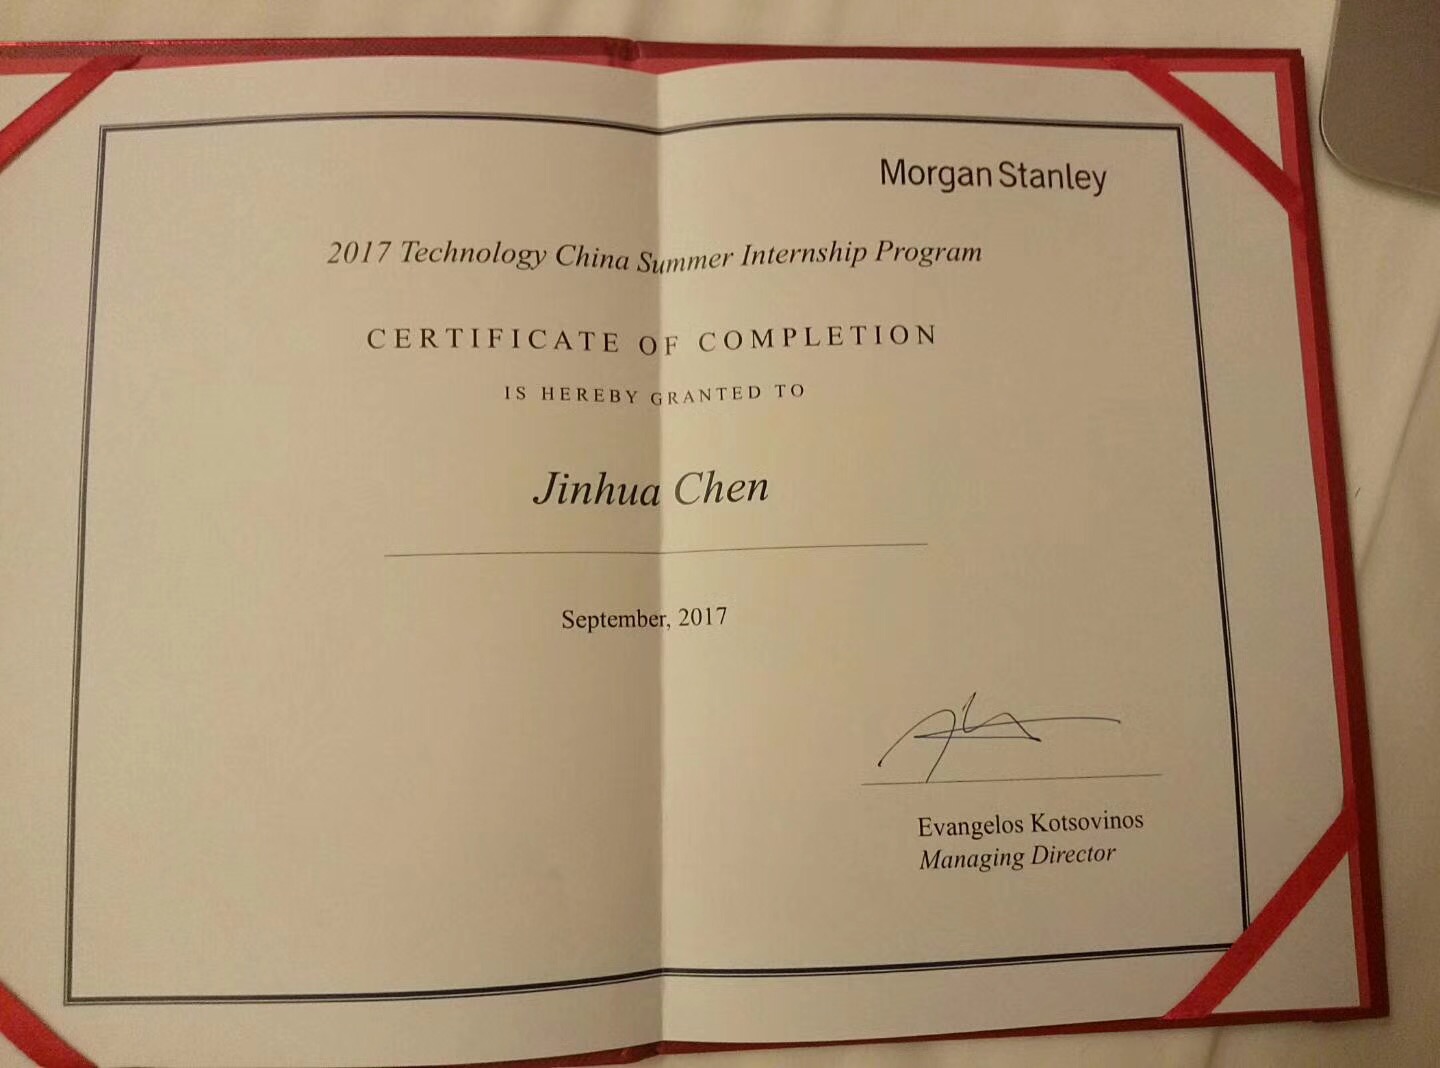 Morgan Stanley
2017 Technology China Summer Internship Program
CERTIFICATE OF COMPLETION
IS HEREBY GRANTED TO
Jinhua Chen
September, 2017
Evangelos Kotsovinos
Managing Director